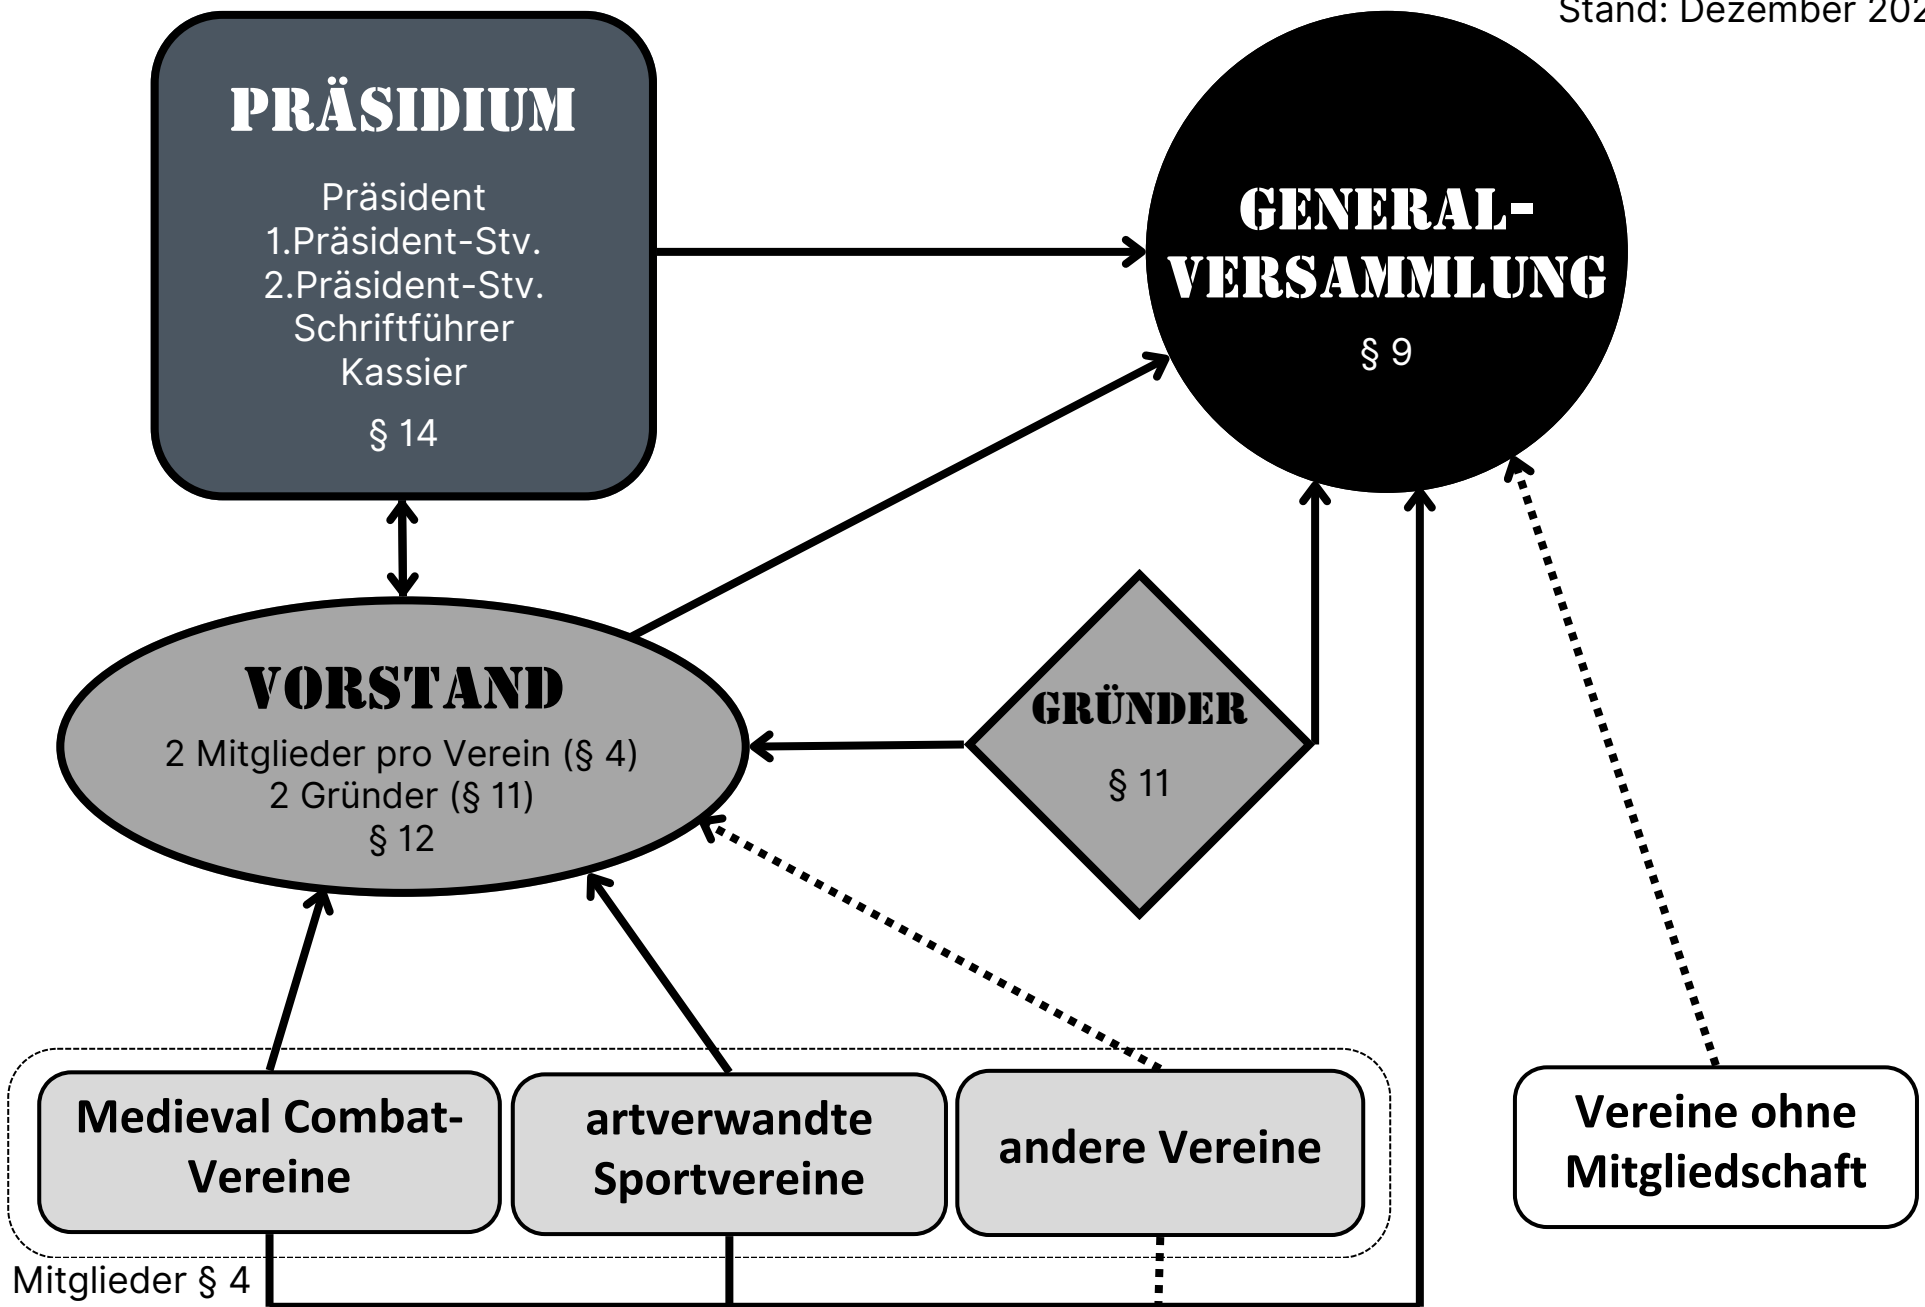 Stand: Dezember
PRÄSIDIUM
Präsident
1.Präsident-Stv.
2.Präsident-Stv.
Schriftführer
Kassier
§ 14
GENERAL-
VERSAMMLUNG
§ 9
VORSTAND
2 Mitglieder pro Verein (§ 4)
2 Gründer (§ 11)
§ 12
GRÜNDER
§ 11
Medieval Combat-
Vereine
artverwandte
Sportvereine
andere Vereine
Vereine ohne
Mitgliedschaft
Mitglieder § 4